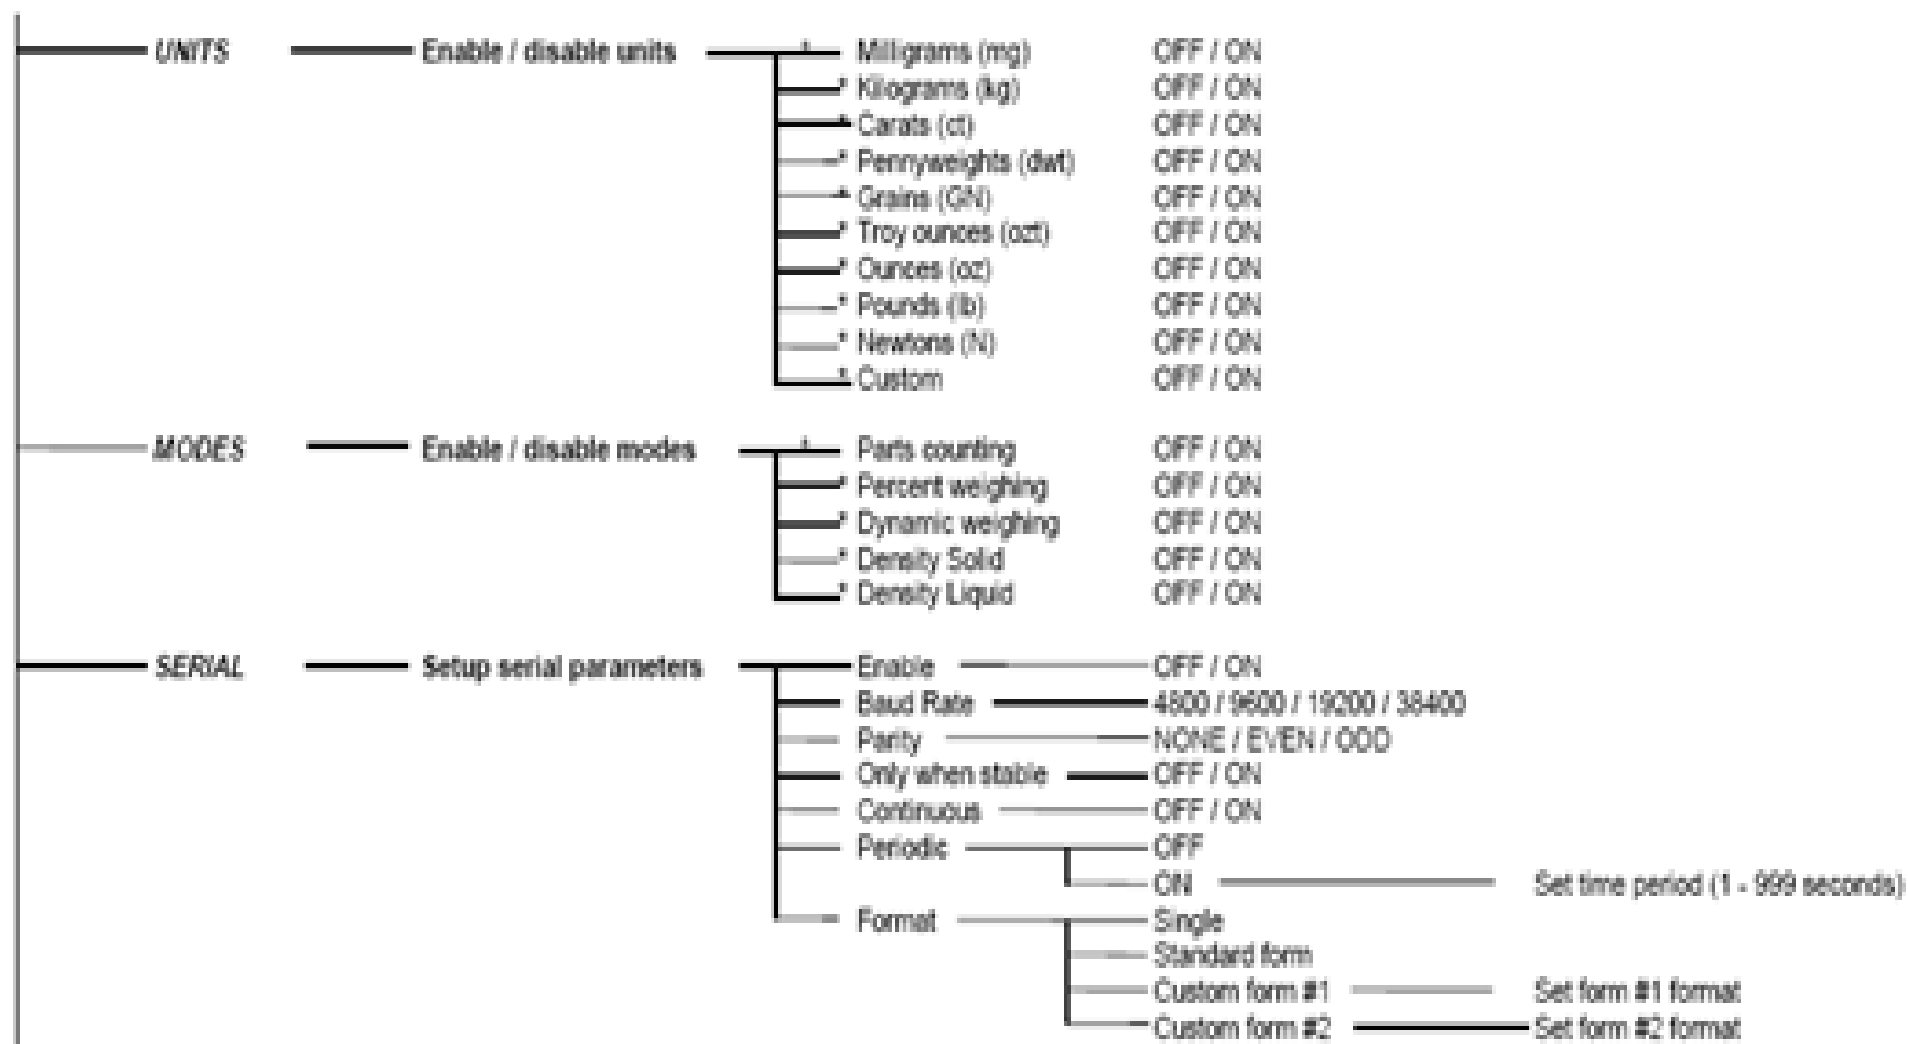 UNITS Enable / disable units * Milligrams (mg) OFF / ON
* Kilograms (kg) OFF / ON
* Carats (ct) OFF / ON
* Pennyweights (dwt) OFF / ON
* Grains (GN) OFF / ON
* Troy ounces (ozt) OFF / ON
* Ounces (oz) OFF / ON
* Pounds (lb) OFF / ON
* Newtons (N) OFF / ON
* Custom OFF / ON
MODES Enable / disable modes * Parts counting OFF / ON
* Percent weighing OFF / ON
* Dynamic weighing OFF / ON
* Density Solid OFF / ON
* Density Liquid OFF / ON
SERIAL Setup serial parameters Enable OFF / ON
Baud Rate 4800 / 9600 / 19200 / 38400
Parity NONE / EVEN / ODD
Only when stable OFF / ON
Continuous OFF / ON
Periodic OFF
ON Set time period (1 - 999 seconds)
Format Single
Standard form
Custom form #1 Set form #1 format
Custom form #2 Set form #2 format